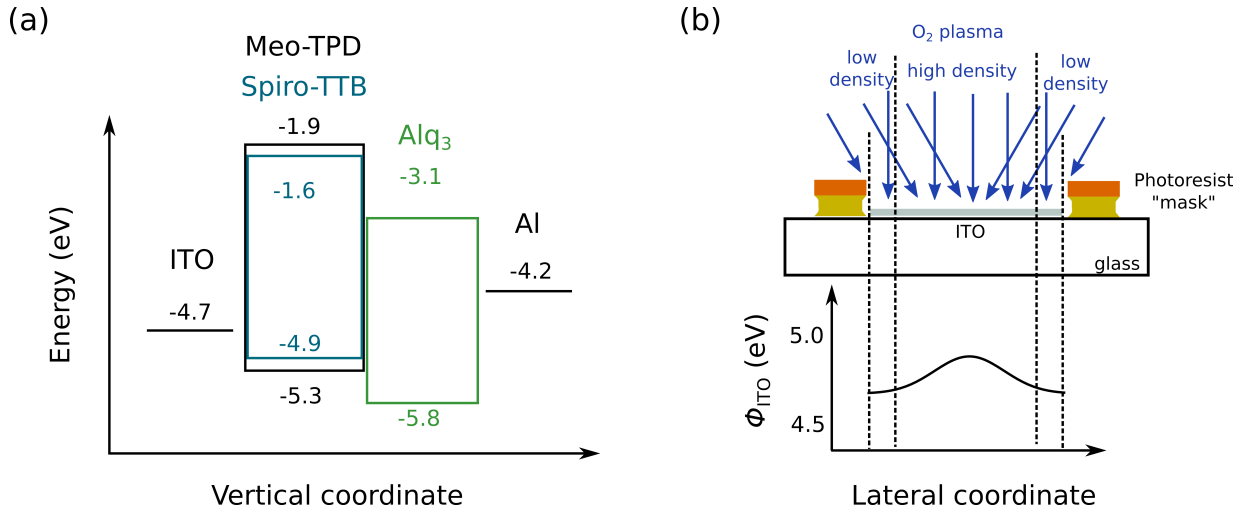 (a)
Meo-TPD
Spiro-TTB
-1.9
Alq₃
-3.1
-1.6
Al
-4.2
ITO
-4.7
-4.9
-5.3
-5.8
Energy (eV)
Vertical coordinate
(b)
O₂ plasma
low
density
high density
low
density
Photoresist
"mask"
ITO
glass
5.0
4.5
Φ_ITO (eV)
Lateral coordinate